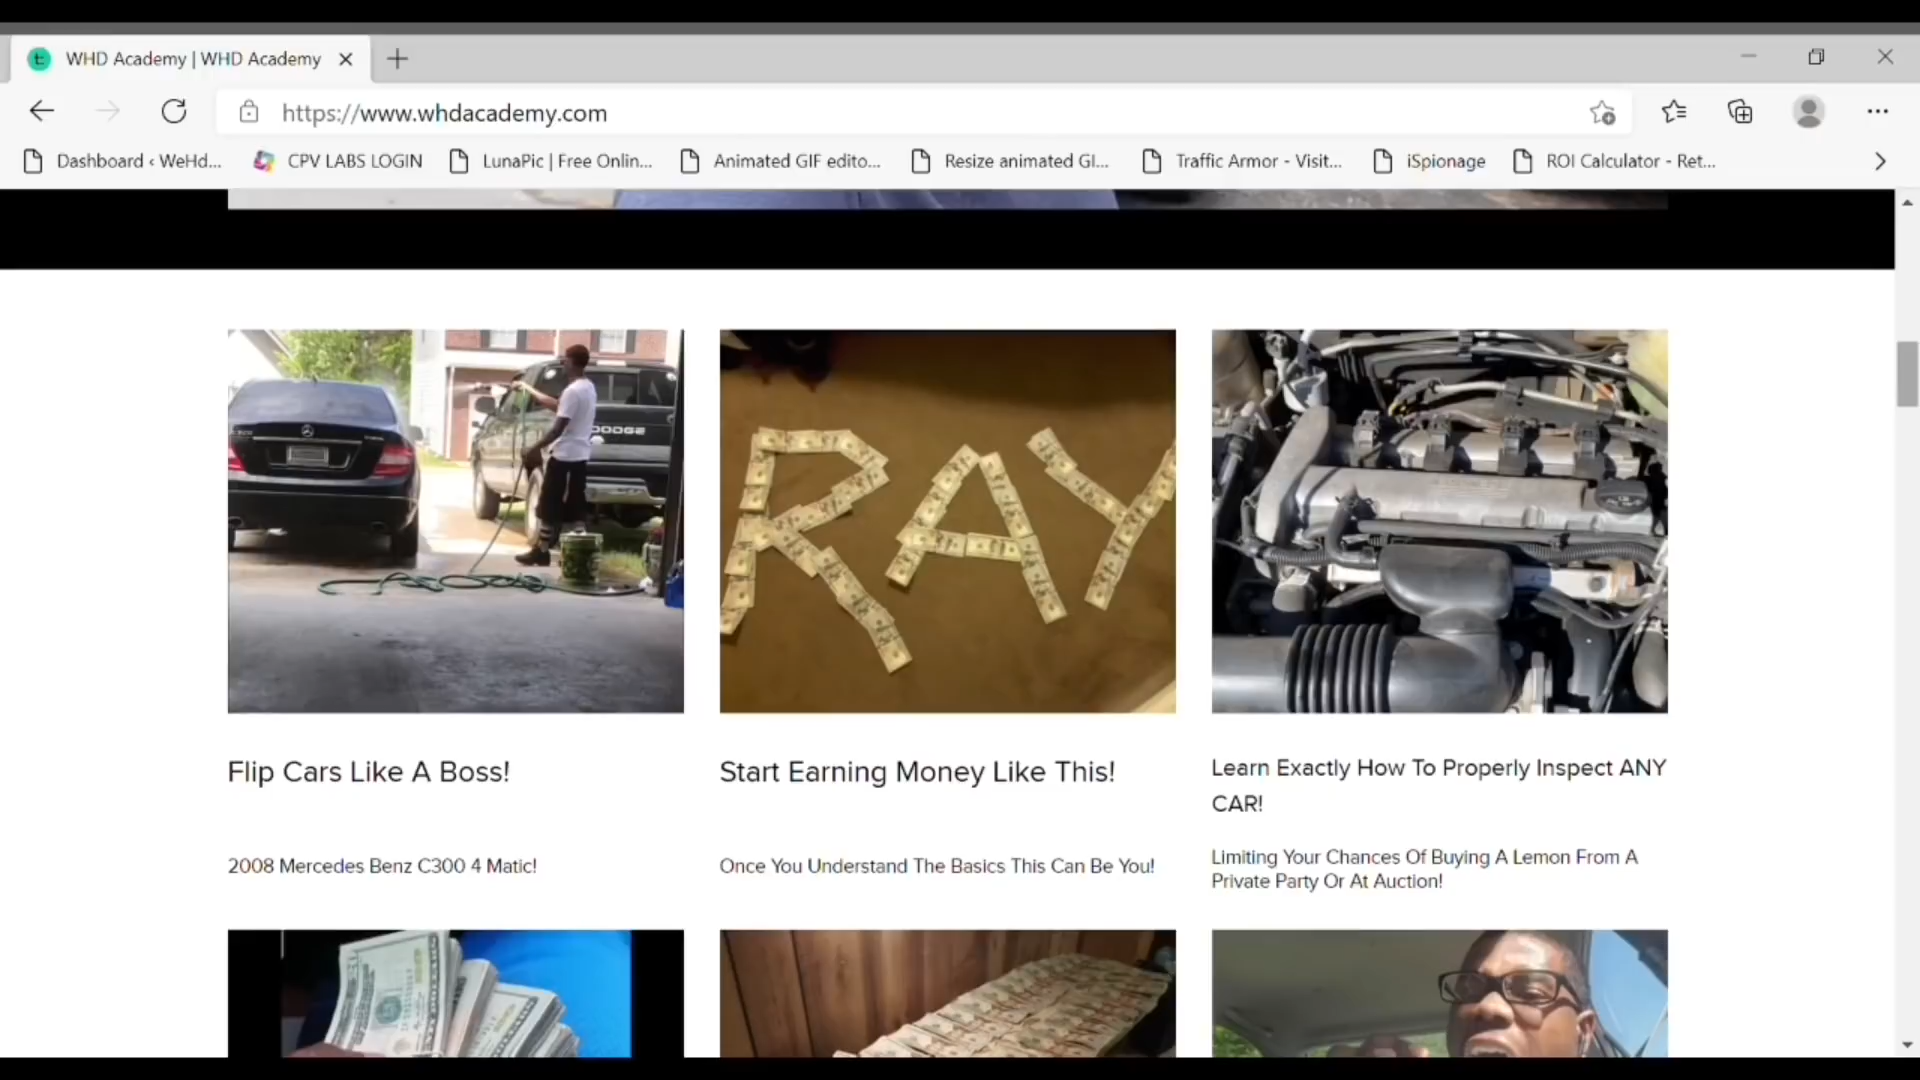 WHD Academy | WHD Academy
https://www.whdacademy.com
Dashboard ‹ WeHd...
CPV LABS LOGIN
LunaPic | Free Onlin...
Animated GIF edito...
Resize animated GI...
Traffic Armor - Visit...
iSpionage
ROI Calculator - Ret...
DODGE
RAY
Flip Cars Like A Boss!
Start Earning Money Like This!
Learn Exactly How To Properly Inspect ANY
CAR!
2008 Mercedes Benz C300 4 Matic!
Once You Understand The Basics This Can Be You!
Limiting Your Chances Of Buying A Lemon From A
Private Party Or At Auction!